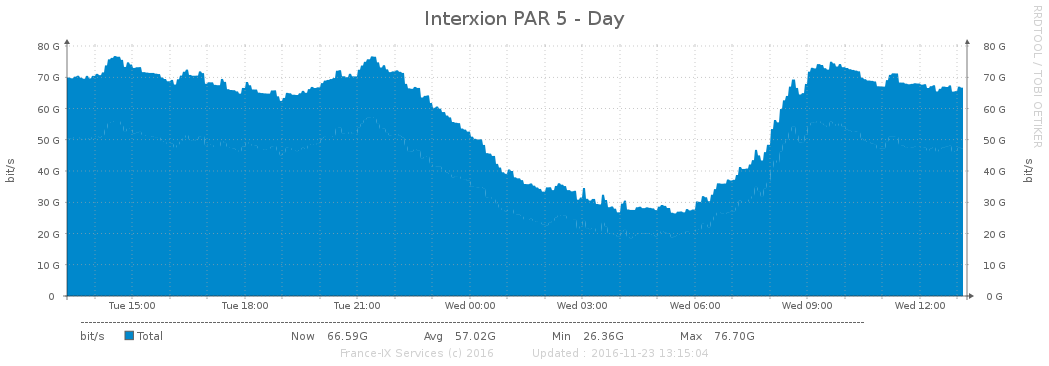 Interxion PAR 5 - Day
RRDTOOL / TOBI OETIKER
bit/s
80 G 80 G
70 G 70 G
60 G 60 G
50 G 50 G
40 G 40 G
30 G 30 G
20 G 20 G
10 G 10 G
0 0 G
bit/s
Tue 15:00 Tue 18:00 Tue 21:00 Wed 00:00 Wed 03:00 Wed 06:00 Wed 09:00 Wed 12:00
bit/s Total Now 66.59G Avg 57.02G Min 26.36G Max 76.70G
France-IX Services (c) 2016 Updated : 2016-11-23 13:15:04